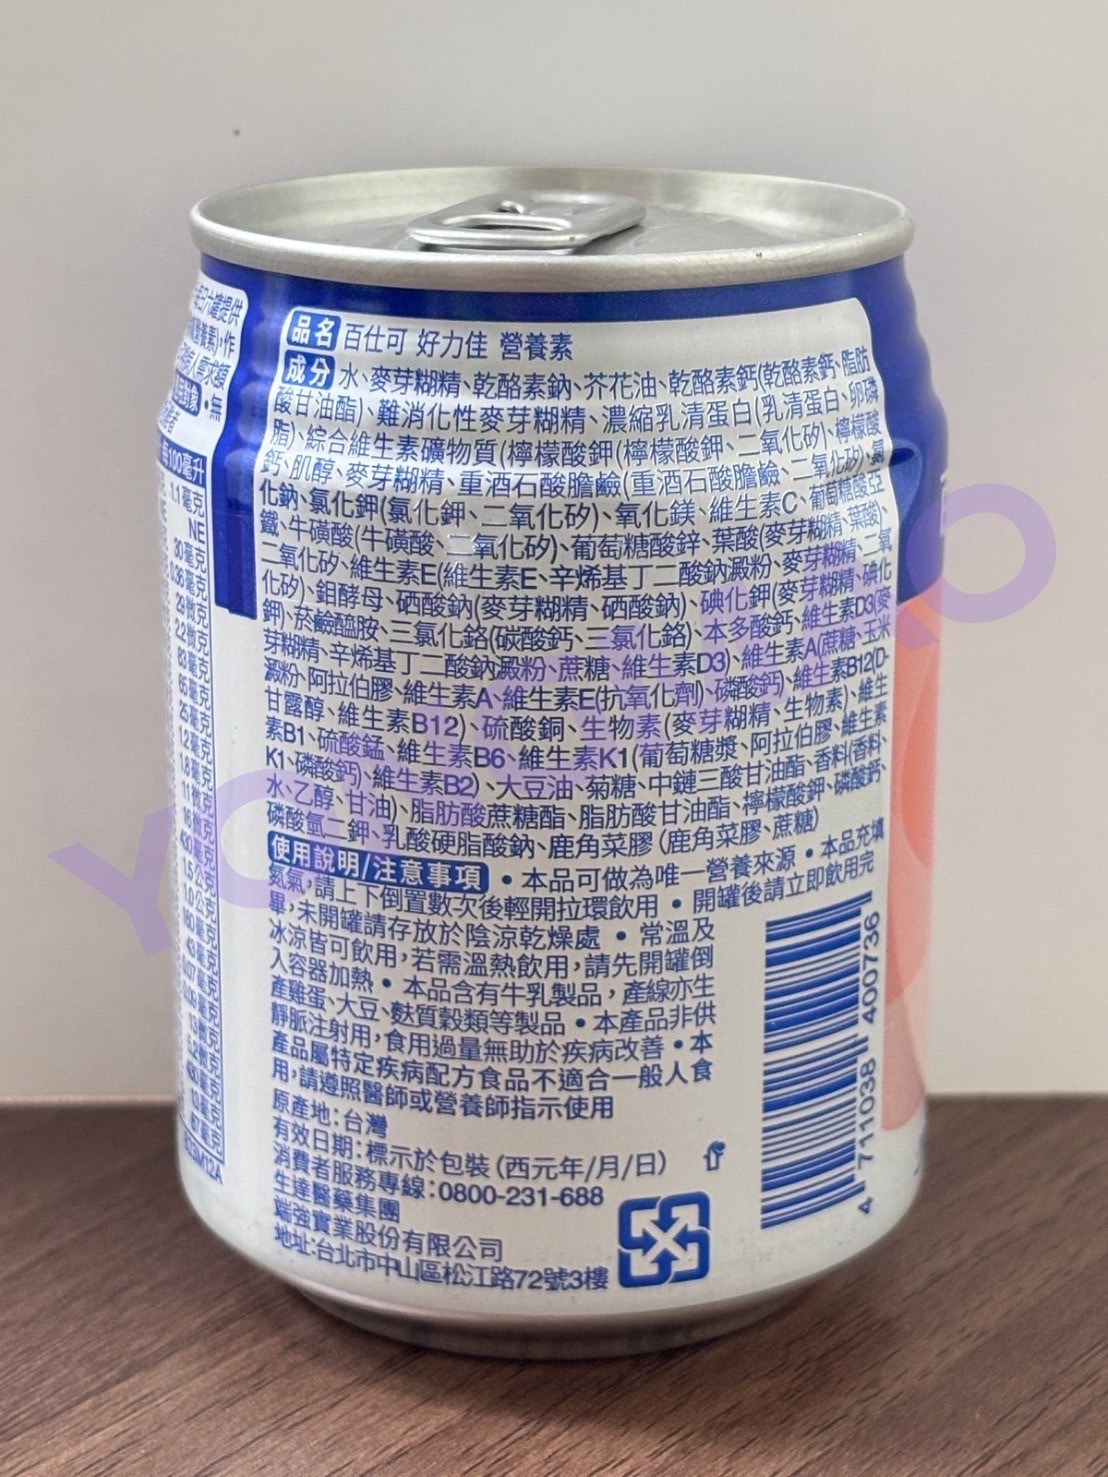 品名 百仕可 好力佳 營養素
成分 水、麥芽糊精、乾酪素鈉、芥花油、乾酪素鈣(乾酪素鈣、脂肪
酸甘油酯)、難消化性麥芽糊精、濃縮乳清蛋白(乳清蛋白、卵磷
脂)、綜合維生素礦物質(檸檬酸鉀(檸檬酸鉀、二氧化矽)、檸檬酸
鈣、肌醇、麥芽糊精、重酒石酸膽鹼(重酒石酸膽鹼、二氧化矽)、氯
化鈉、氯化鉀(氯化鉀、二氧化矽)、氧化鎂、維生素C、葡萄糖酸亞
鐵、牛磺酸(牛磺酸、二氧化矽)、葡萄糖酸鋅、葉酸(麥芽糊精、葉酸)、
二氧化矽、維生素E(維生素E、辛烯基丁二酸鈉澱粉、麥芽糊精、二氧
化矽)、鉬酵母、硒酸鈉(麥芽糊精、硒酸鈉)、碘化鉀(麥芽糊精、碘化
鉀)、菸鹼醯胺、三氯化鉻(碳酸鈣、三氯化鉻)、本多酸鈣、維生素D3(麥
芽糊精、辛烯基丁二酸鈉澱粉、蔗糖、維生素D3)、維生素A(蔗糖、玉米
澱粉、阿拉伯膠、維生素A、維生素E(抗氧化劑)、磷酸鈣)、維生素B12(D-
甘露醇、維生素B12)、硫酸銅、生物素(麥芽糊精、生物素)、維生
素B1、硫酸錳、維生素B6、維生素K1(葡萄糖漿、阿拉伯膠、維生素
K1、磷酸鈣)、維生素B2)、大豆油、菊糖、中鏈三酸甘油酯、香料(香料、
水、乙醇、甘油)、脂肪酸蔗糖酯、脂肪酸甘油酯、檸檬酸鉀、磷酸鈣、
磷酸氫二鉀、乳酸硬脂酸鈉、鹿角菜膠(鹿角菜膠、蔗糖)
使用說明/注意事項 •本品可做為唯一營養來源 •本品充填
氮氣,請上下倒置數次後輕開拉環飲用 •開罐後請立即飲用完
畢,未開罐請存放於陰涼乾燥處 •常溫及
冰涼皆可飲用,若需溫熱飲用,請先開罐倒
入容器加熱 •本品含有牛乳製品,產線亦生
產雞蛋、大豆、麩質穀類等製品 •本產品非供
靜脈注射用,食用過量無助於疾病改善 •本
產品屬特定疾病配方食品不適合一般人食
用,請遵照醫師或營養師指示使用
原產地:台灣
有效日期:標示於包裝(西元年/月/日)
消費者服務專線:0800-231-688
生達醫藥集團
端強實業股份有限公司
地址:台北市中山區松江路72號3樓
4 711038 400736
每100毫升
YO
O